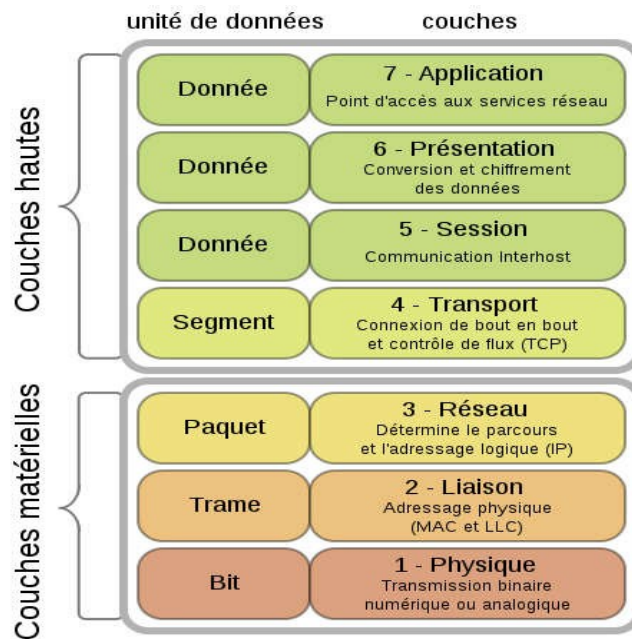 unité de données couches
Couches hautes
Donnée
7 - Application
Point d'accès aux services réseau
Donnée
6 - Présentation
Conversion et chiffrement
des données
Donnée
5 - Session
Communication Interhost
Segment
4 - Transport
Connexion de bout en bout
et contrôle de flux (TCP)
Couches matérielles
Paquet
3 - Réseau
Détermine le parcours
et l'adressage logique (IP)
Trame
2 - Liaison
Adressage physique
(MAC et LLC)
Bit
1 - Physique
Transmission binaire
numérique ou analogique